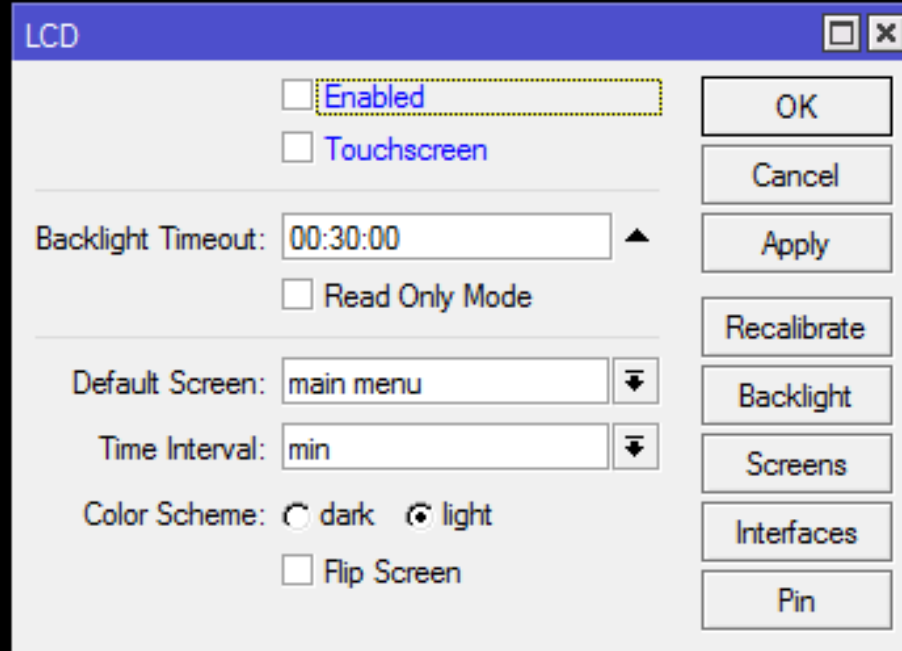 LCD
Enabled
Touchscreen
Backlight Timeout: 00:30:00
Read Only Mode
Default Screen: main menu
Time Interval: min
Color Scheme: dark light
Flip Screen
OK
Cancel
Apply
Recalibrate
Backlight
Screens
Interfaces
Pin